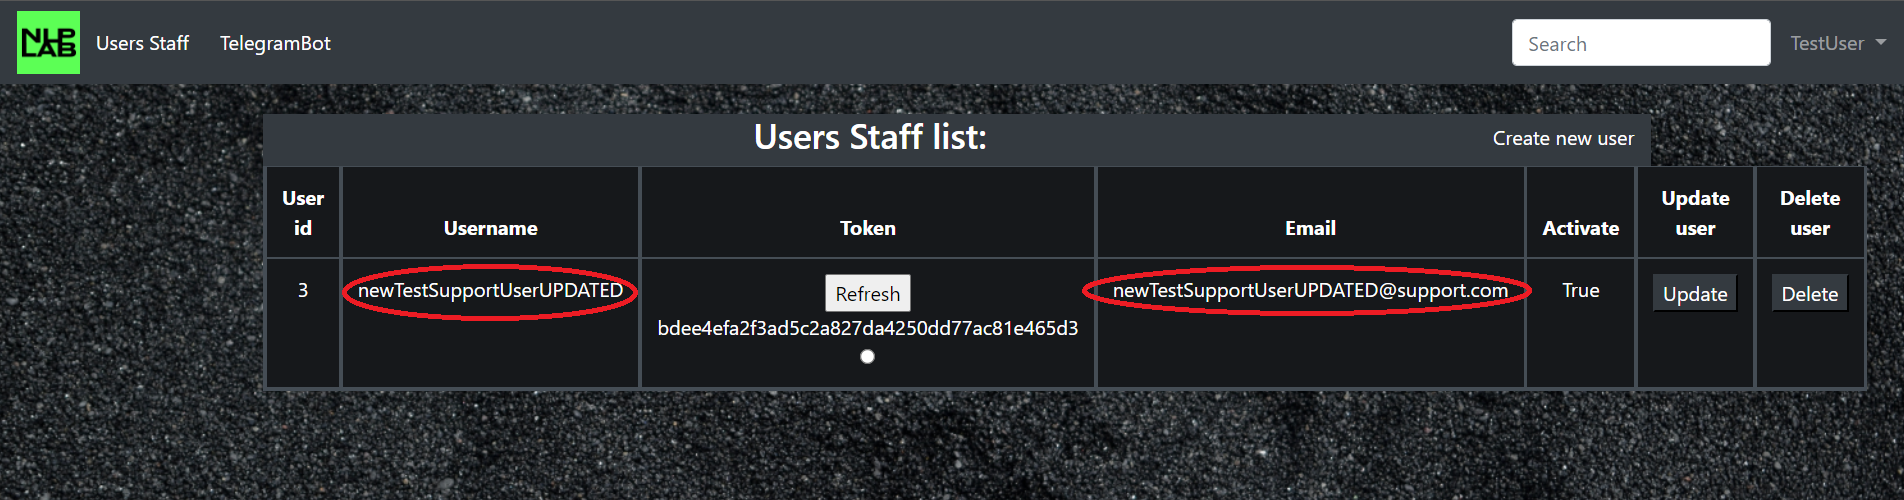 NLP
LAB
Users Staff
TelegramBot
Search
TestUser
Users Staff list:
Create new user
User
id
Username
Token
Email
Activate
Update
user
Delete
user
3
newTestSupportUserUPDATED
Refresh
bdee4efa2f3ad5c2a827da4250dd77ac81e465d3
newTestSupportUserUPDATED@support.com
True
Update
Delete